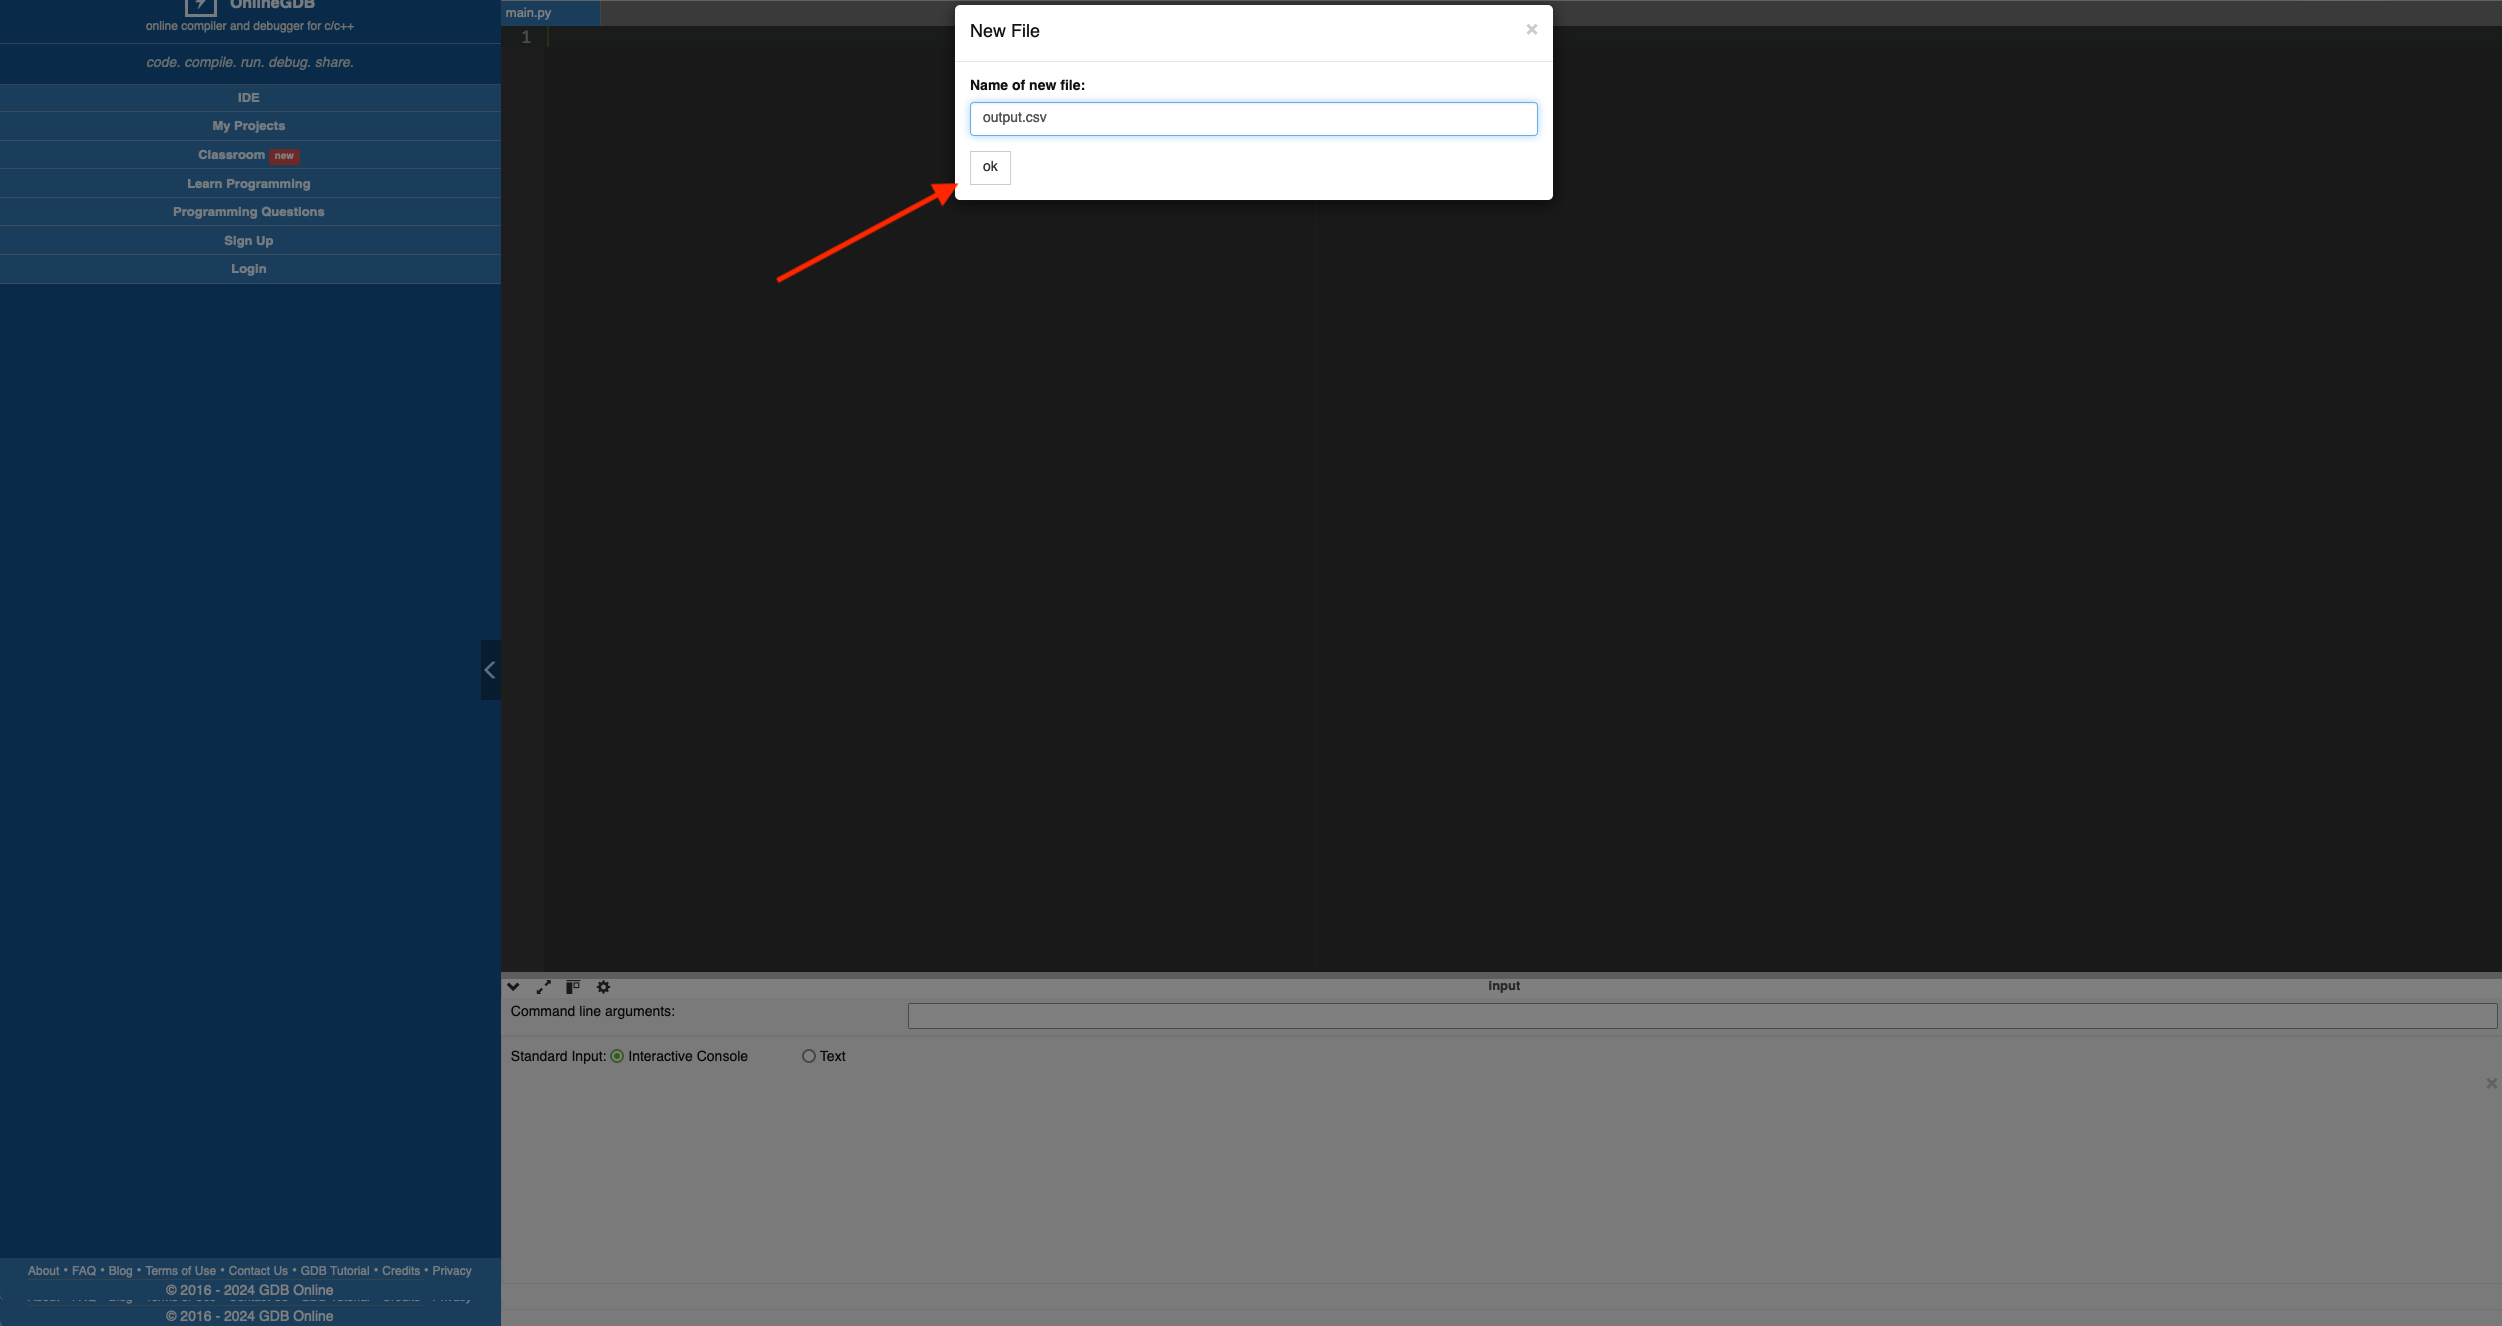 OnlineGDB
online compiler and debugger for c/c++
code. compile. run. debug. share.
IDE
My Projects
Classroom new
Learn Programming
Programming Questions
Sign Up
Login
main.py
1
New File
×
Name of new file:
output.csv
ok
input
Command line arguments:
Standard Input: Interactive Console Text
×
About • FAQ • Blog • Terms of Use • Contact Us • GDB Tutorial • Credits • Privacy
© 2016 - 2024 GDB Online
© 2016 - 2024 GDB Online